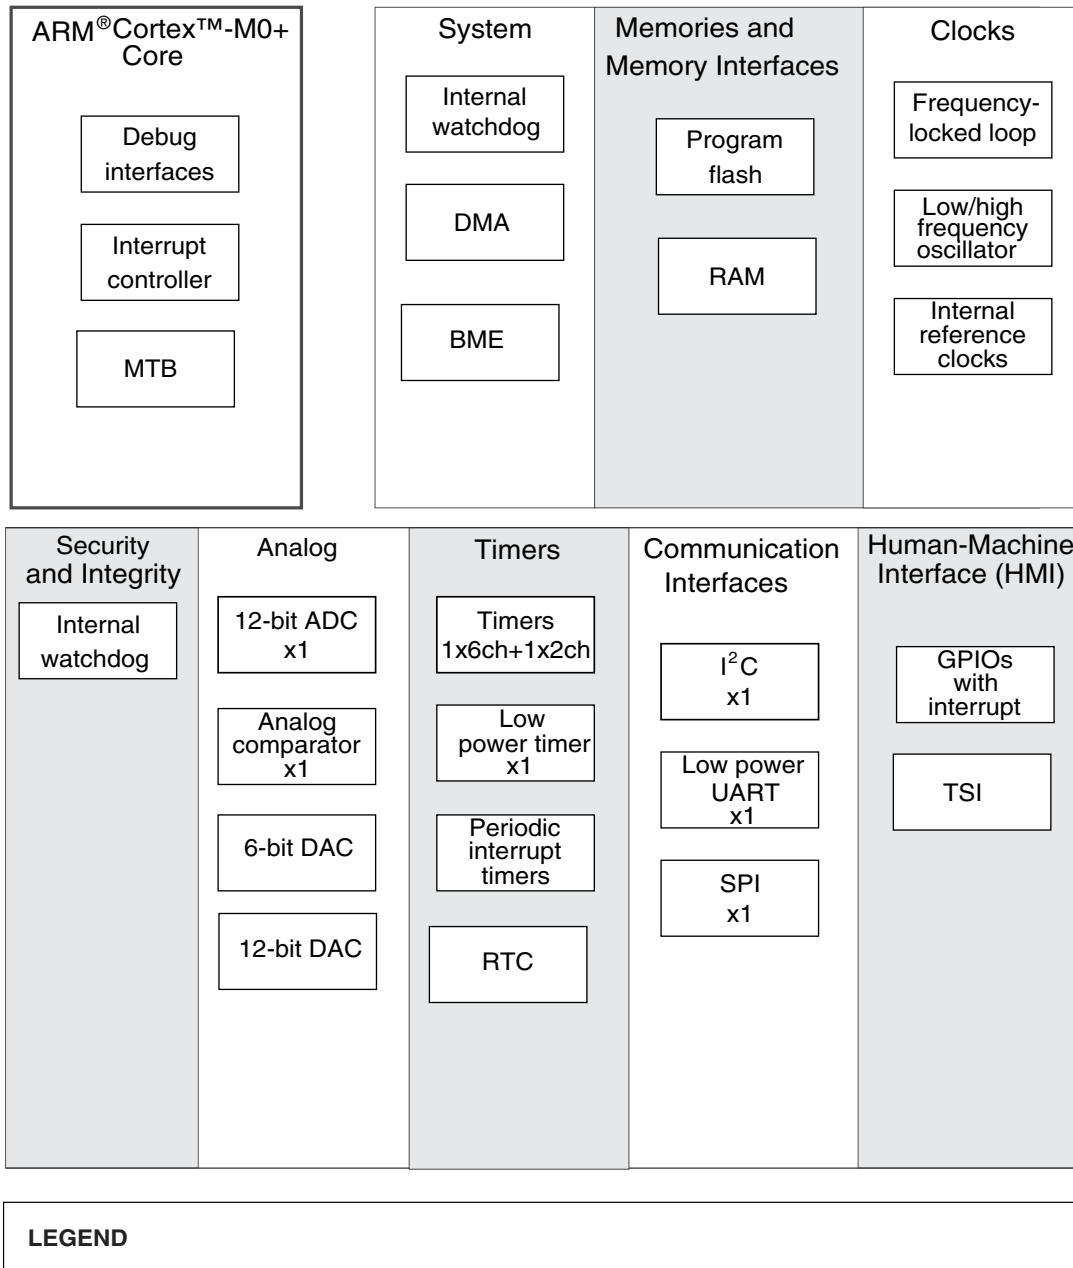 ARM®Cortex™-M0+
Core
Debug
interfaces
Interrupt
controller
MTB
System
Internal
watchdog
DMA
BME
Memories and
Memory Interfaces
Program
flash
RAM
Clocks
Frequency-
locked loop
Low/high
frequency
oscillator
Internal
reference
clocks
Security
and Integrity
Internal
watchdog
Analog
12-bit ADC
x1
Analog
comparator
x1
6-bit DAC
12-bit DAC
Timers
Timers
1x6ch+1x2ch
Low
power timer
x1
Periodic
interrupt
timers
RTC
Communication
Interfaces
I²C
x1
Low power
UART
x1
SPI
x1
Human-Machine
Interface (HMI)
GPIOs
with
interrupt
TSI
LEGEND